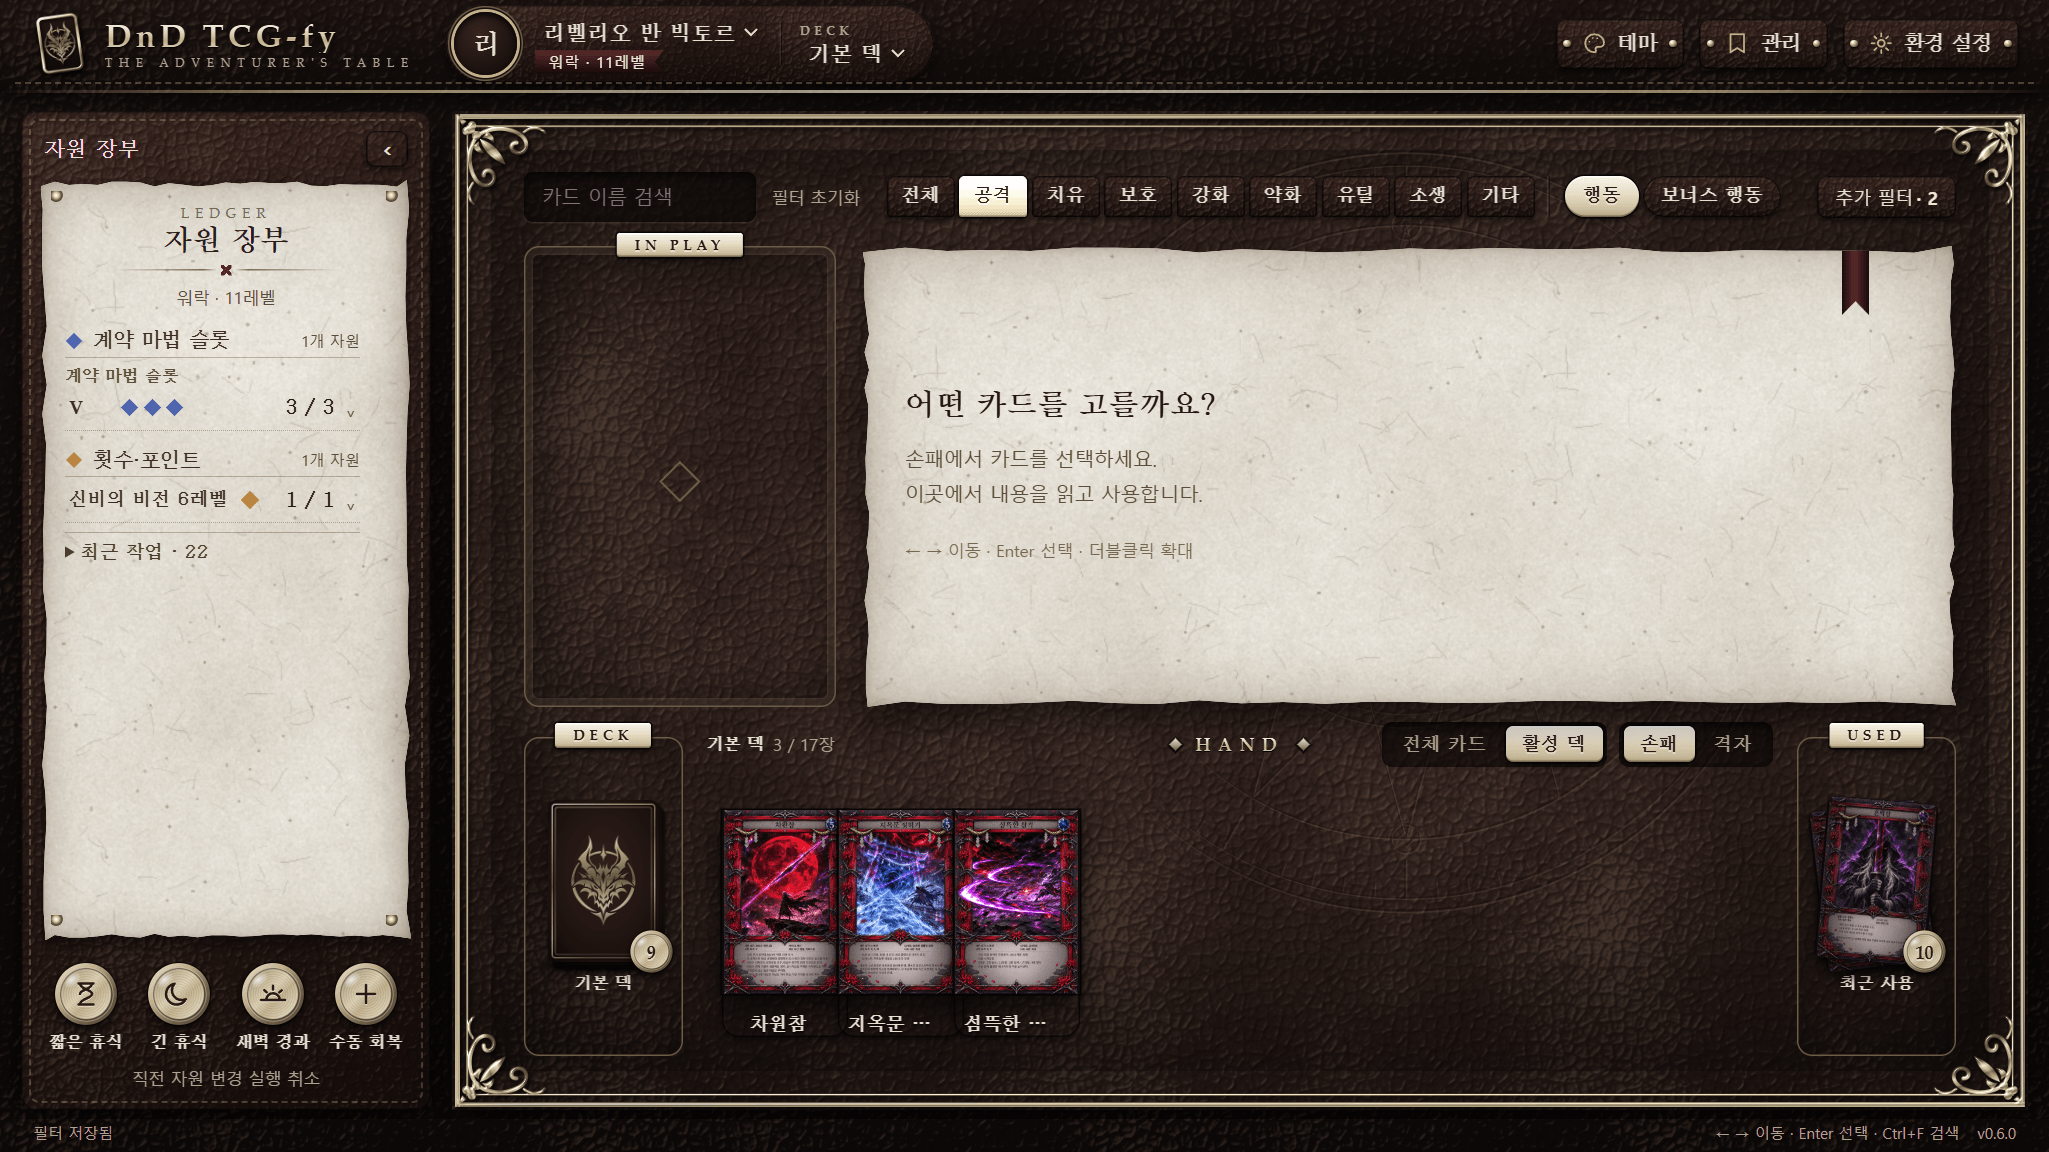 DnD TCG-fy
THE ADVENTURER'S TABLE
리
리벨리오 반 빅토르
워락 · 11레벨
DECK
기본 덱
테마
관리
환경 설정
자원 장부
LEDGER
자원 장부
워락 · 11레벨
계약 마법 슬롯 1개 자원
계약 마법 슬롯
V 3 / 3
횟수·포인트 1개 자원
신비의 비전 6레벨 1 / 1
최근 작업 · 22
짧은 휴식 긴 휴식 새벽 경과 수동 회복
직전 자원 변경 실행 취소
카드 이름 검색 필터 초기화 전체 공격 치유 보호 강화 약화 유틸 소생 기타 행동 보너스 행동 추가 필터 · 2
IN PLAY
어떤 카드를 고를까요?
손패에서 카드를 선택하세요.
이곳에서 내용을 읽고 사용합니다.
← → 이동 · Enter 선택 · 더블클릭 확대
DECK
9
기본 덱
기본 덱 3 / 17장
HAND
전체 카드 활성 덱 손패 격자
차원참 지옥문 ··· 섬뜩한 ···
USED
10
최근 사용
필터 저장됨
← → 이동 · Enter 선택 · Ctrl+F 검색 v0.6.0